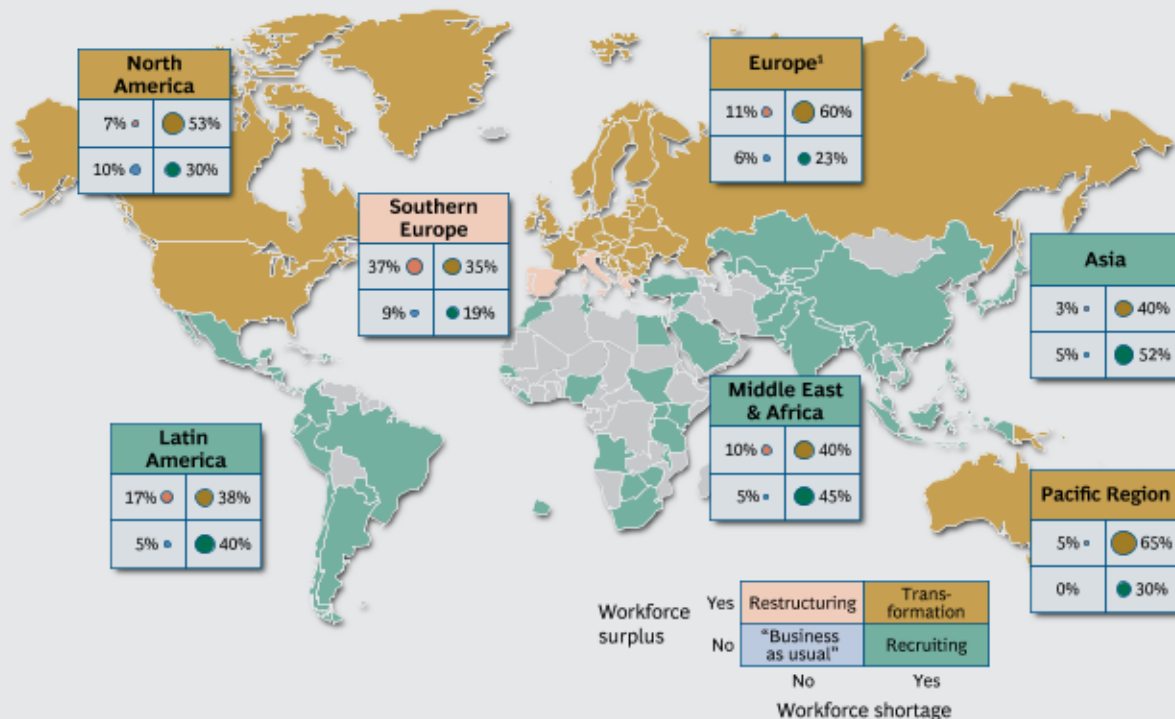 North
America
7% 53%
10% 30%
Europe¹
11% 60%
6% 23%
Southern
Europe
37% 35%
9% 19%
Asia
3% 40%
5% 52%
Middle East
& Africa
10% 40%
5% 45%
Latin
America
17% 38%
5% 40%
Pacific Region
5% 65%
0% 30%
Workforce
surplus
Yes Restructuring Trans-
formation
No "Business
as usual" Recruiting
No Yes
Workforce shortage